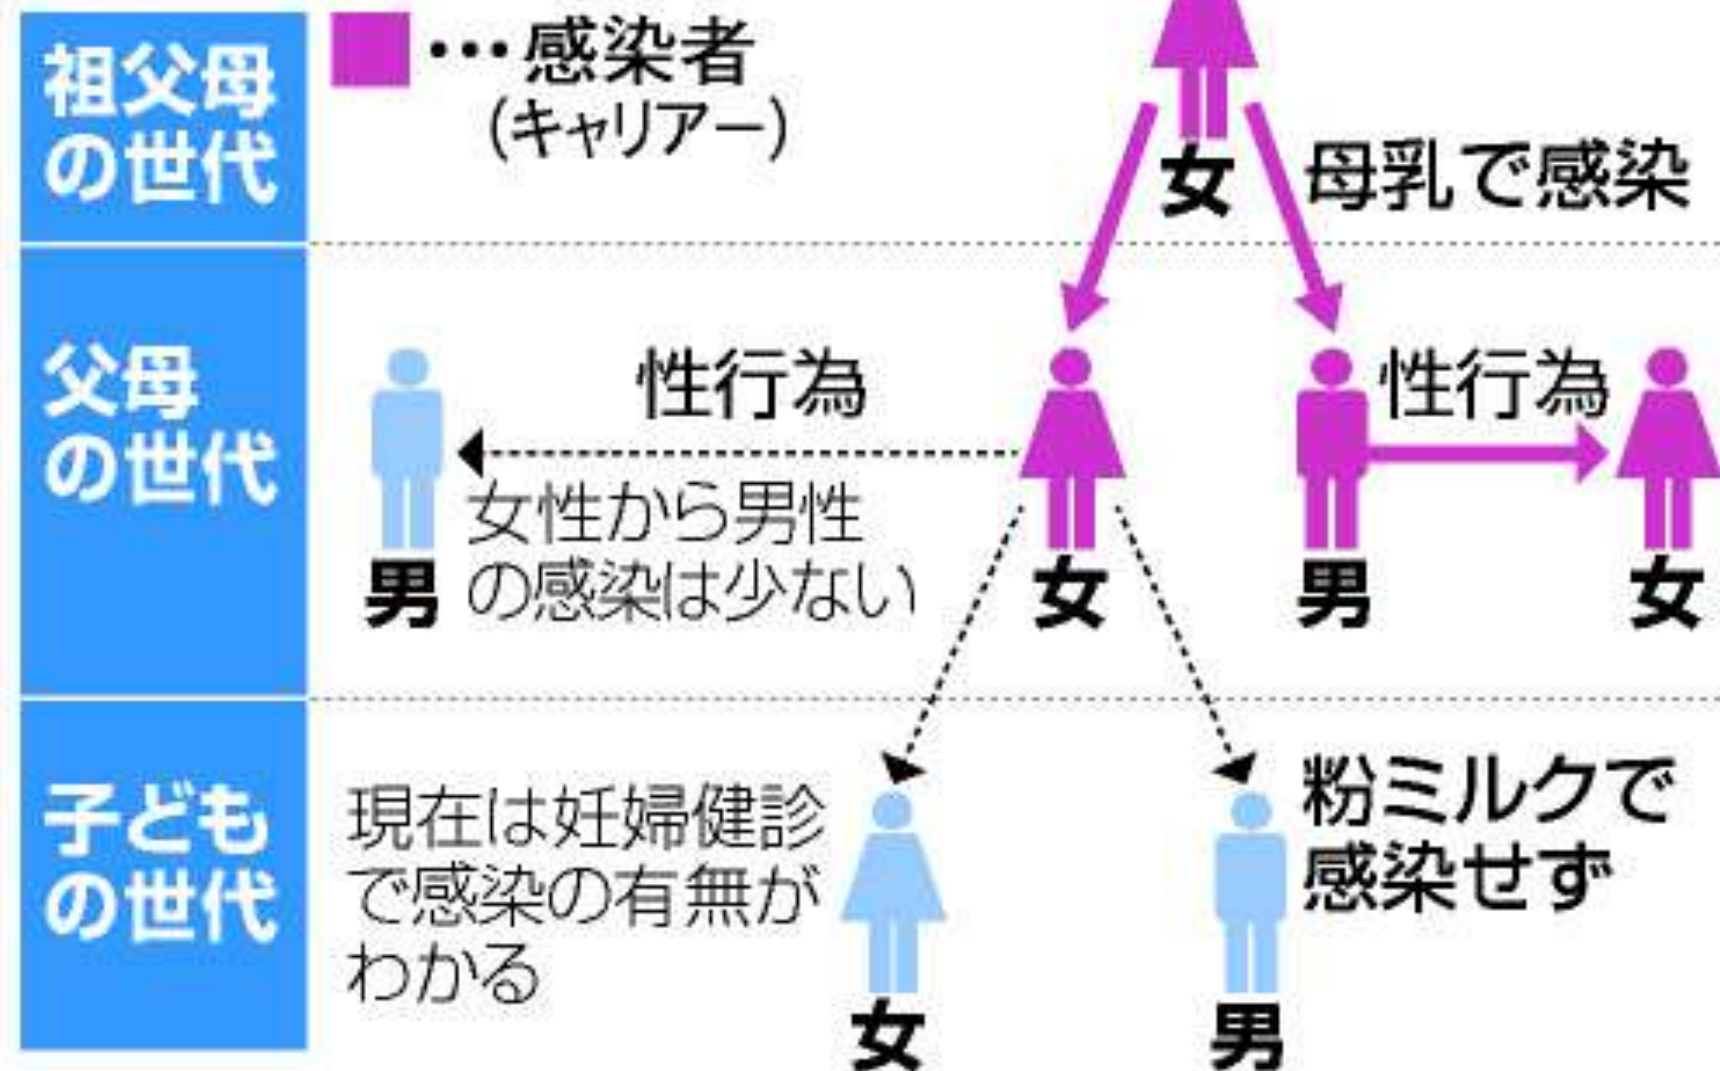 祖父母
の世代
…感染者
(キャリアー)
女
母乳で感染
父母
の世代
性行為
女性から男性
の感染は少ない
男
女
性行為
男
女
子ども
の世代
現在は妊婦健診
で感染の有無が
わかる
女
粉ミルクで
感染せず
男